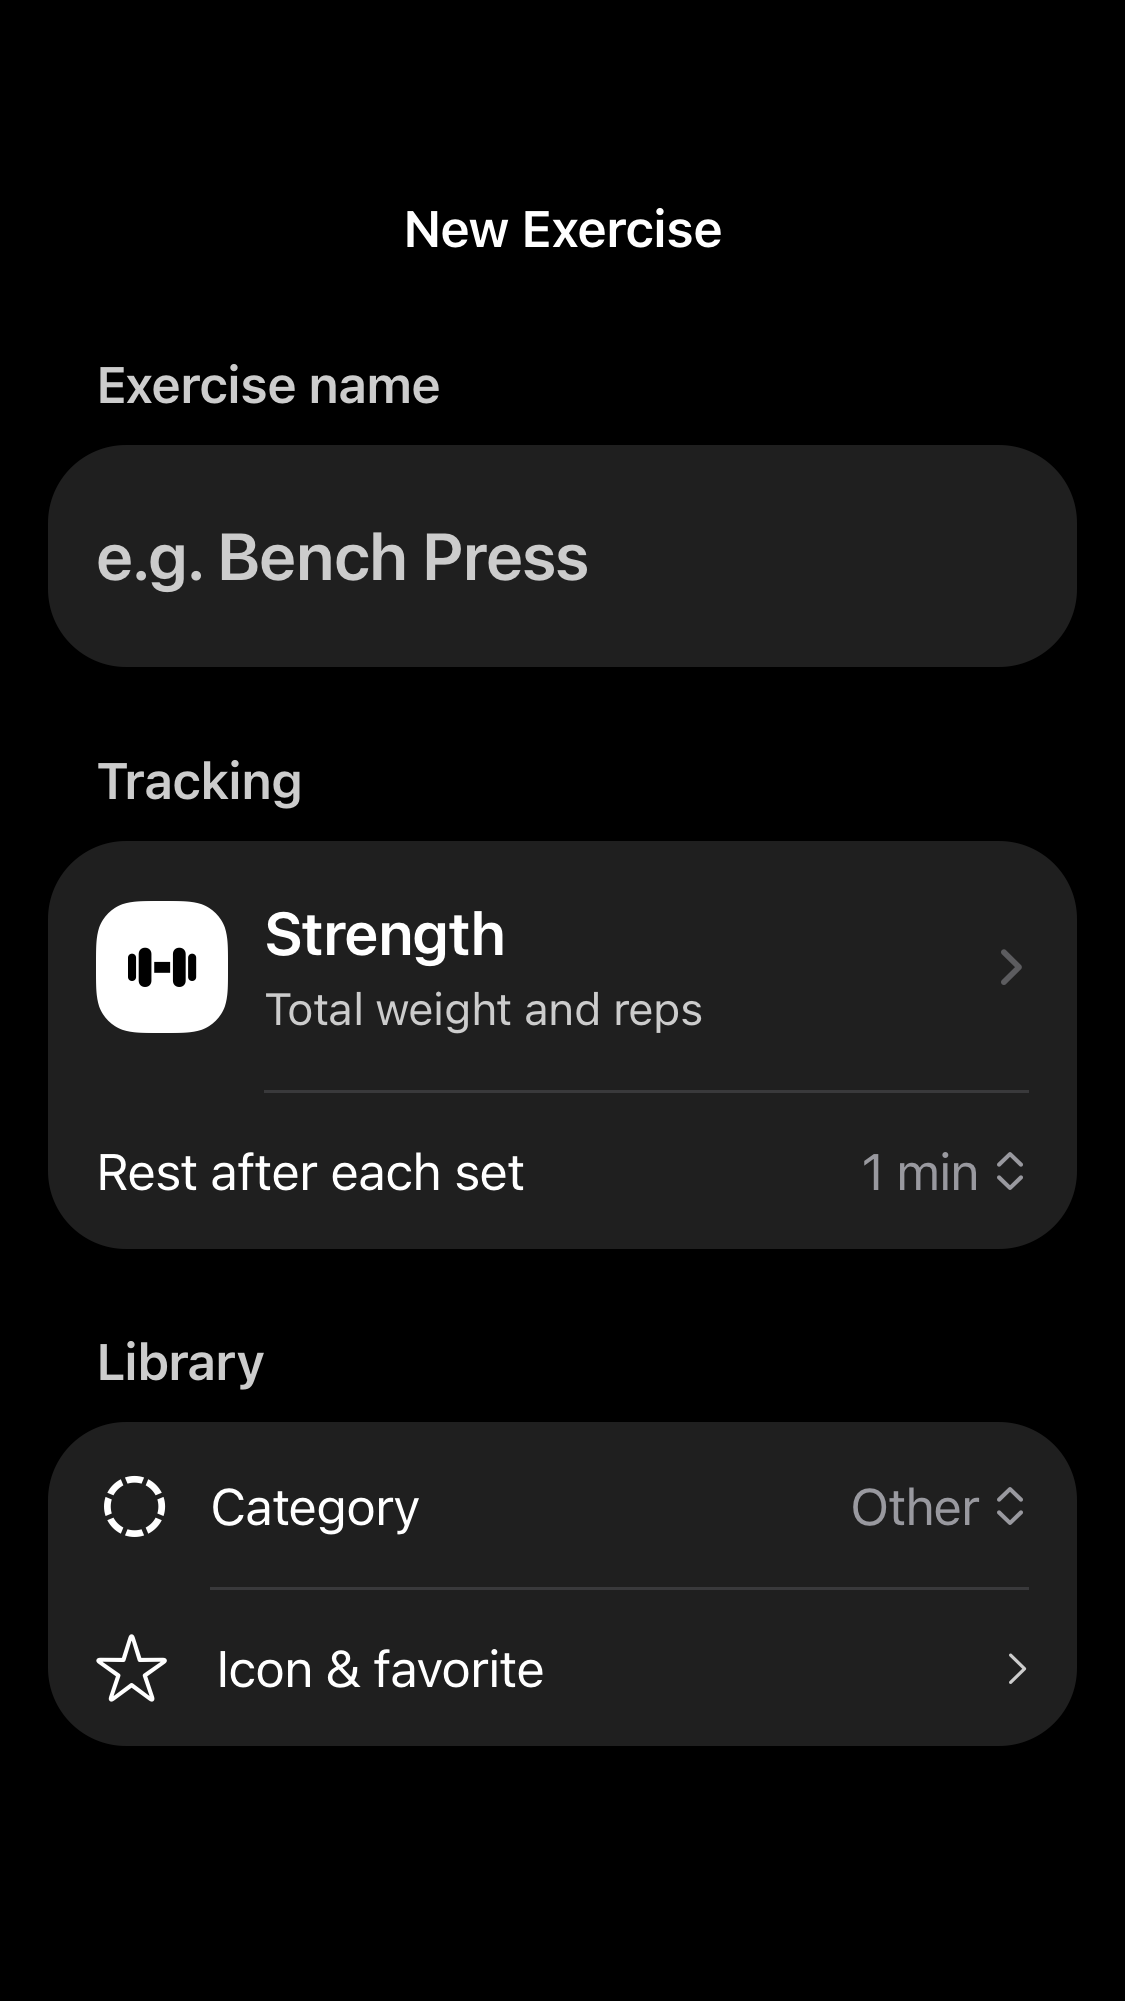 New Exercise
Exercise name
e.g. Bench Press
Tracking
Strength
Total weight and reps
Rest after each set 1 min
Library
Category Other
Icon & favorite